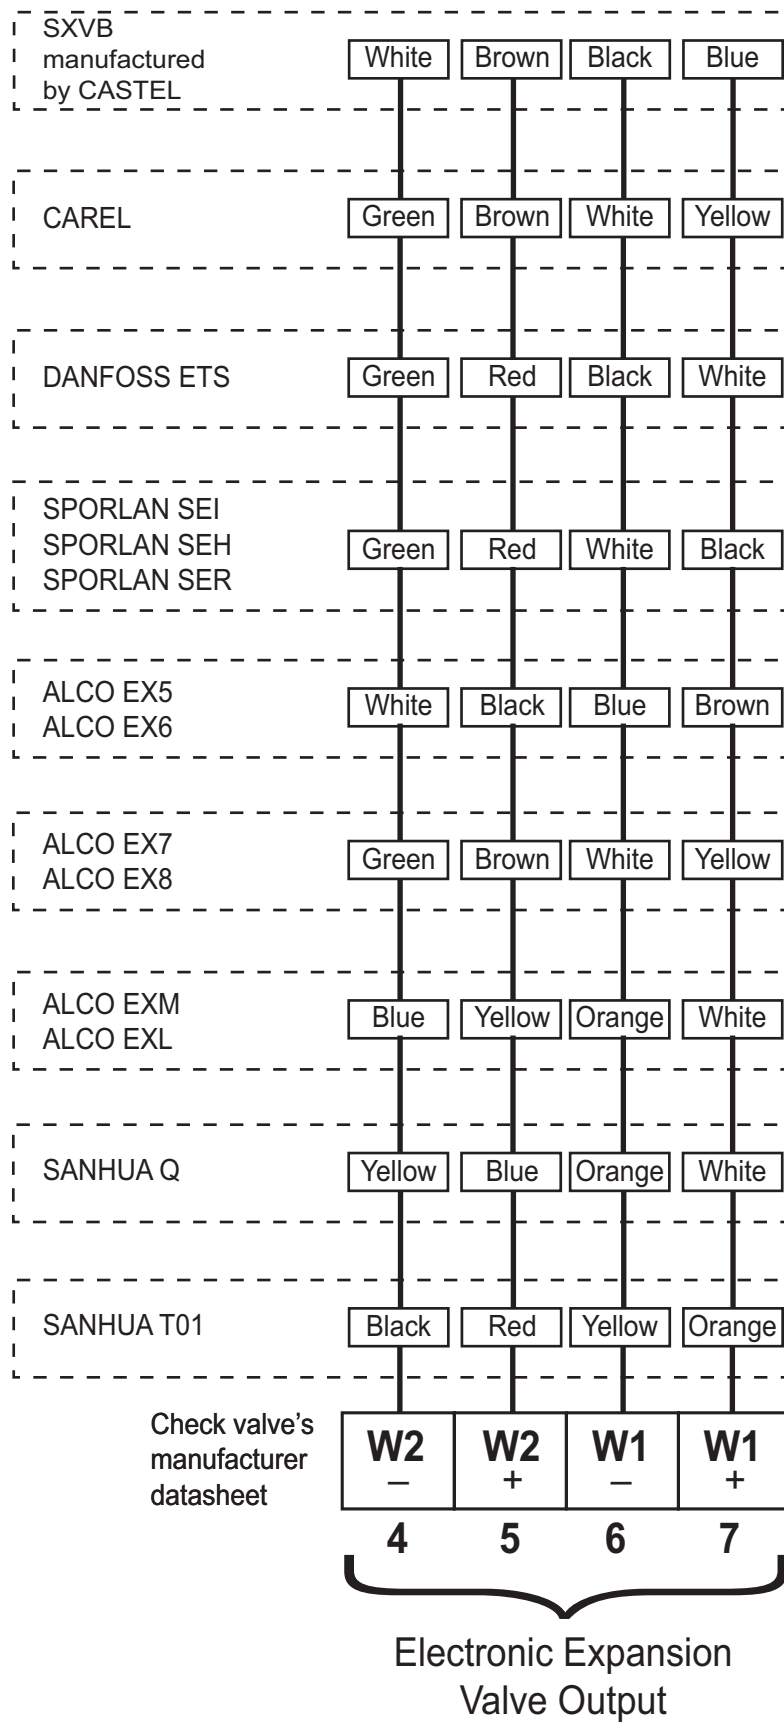 SXVB
manufactured
by CASTEL
White Brown Black Blue
CAREL
Green Brown White Yellow
DANFOSS ETS
Green Red Black White
SPORLAN SEI
SPORLAN SEH
SPORLAN SER
Green Red White Black
ALCO EX5
ALCO EX6
White Black Blue Brown
ALCO EX7
ALCO EX8
Green Brown White Yellow
ALCO EXM
ALCO EXL
Blue Yellow Orange White
SANHUA Q
Yellow Blue Orange White
SANHUA T01
Black Red Yellow Orange
Check valve's
manufacturer
datasheet
W2 W2 W1 W1
– + – +
4 5 6 7
Electronic Expansion
Valve Output